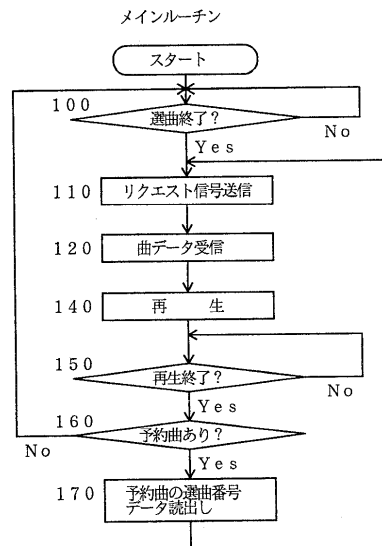 メインルーチン
スタート
100
選曲終了？
No
Yes
110
リクエスト信号送信
120
曲データ受信
140
再　　生
150
再生終了？
No
Yes
160
予約曲あり？
No
Yes
170
予約曲の選曲番号
データ読出し